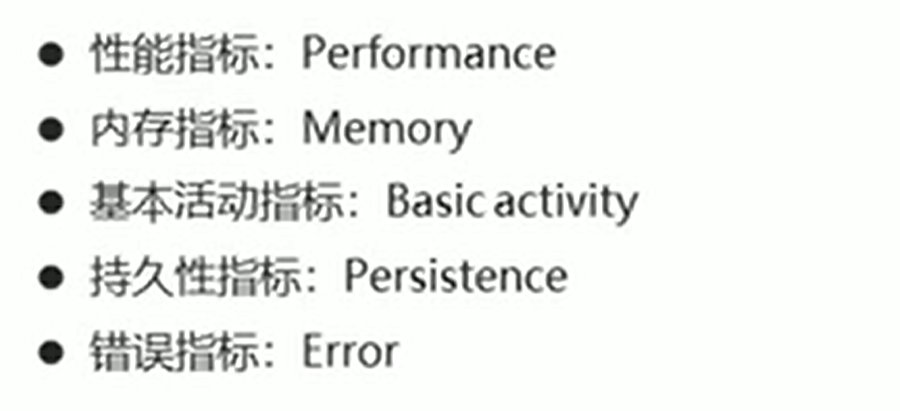 ● 性能指标：Performance
● 内存指标：Memory
● 基本活动指标：Basic activity
● 持久性指标：Persistence
● 错误指标：Error